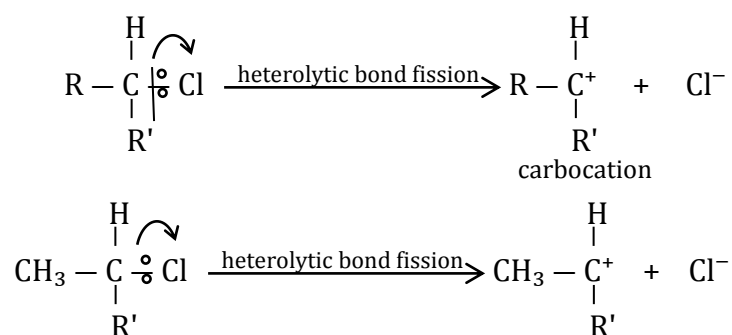 H
R — C — Cl heterolytic bond fission R — C⁺ + Cl⁻
R'
H
R'
carbocation
H
CH₃ — C — Cl heterolytic bond fission CH₃ — C⁺ + Cl⁻
R'
H
R'